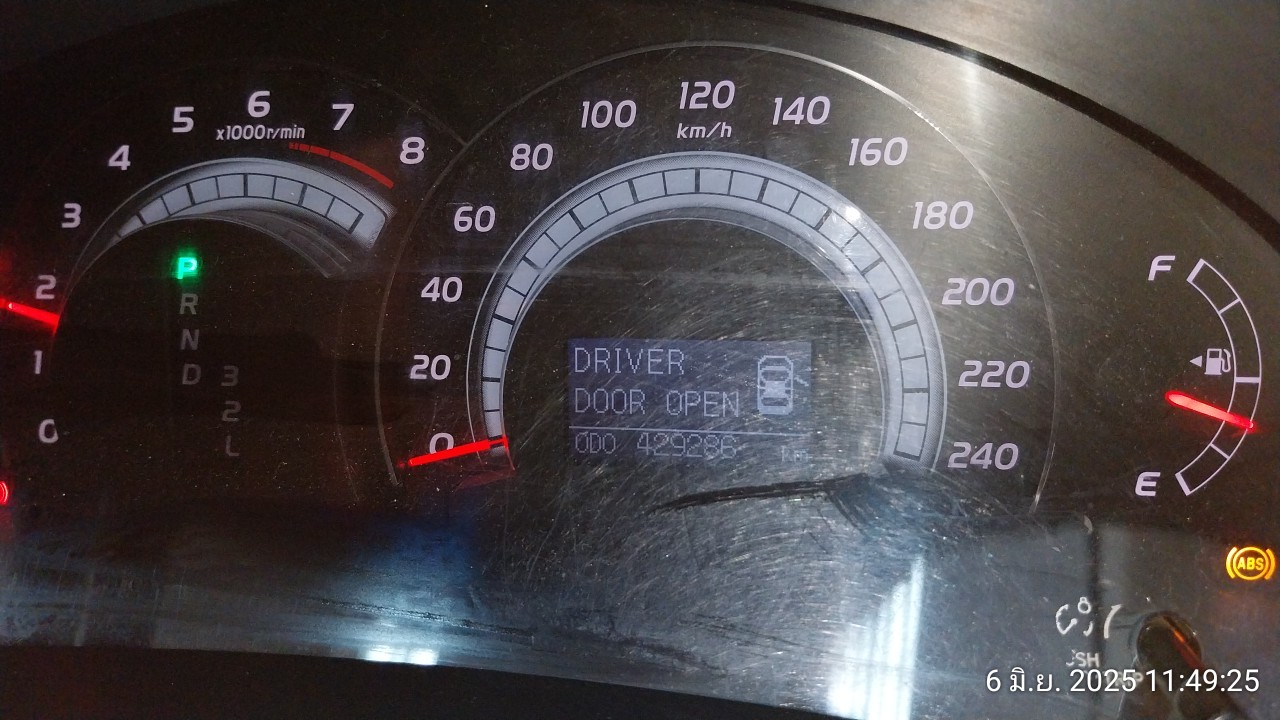 0
1
2
3
4
5
6
7
8
x1000r/min
P
R
N
D
3
2
L
0
20
40
60
80
100
120
140
160
180
200
220
240
km/h
DRIVER
DOOR OPEN
ODO 429286 km
F
E
ABS
6 มิ.ย. 2025 11:49:25